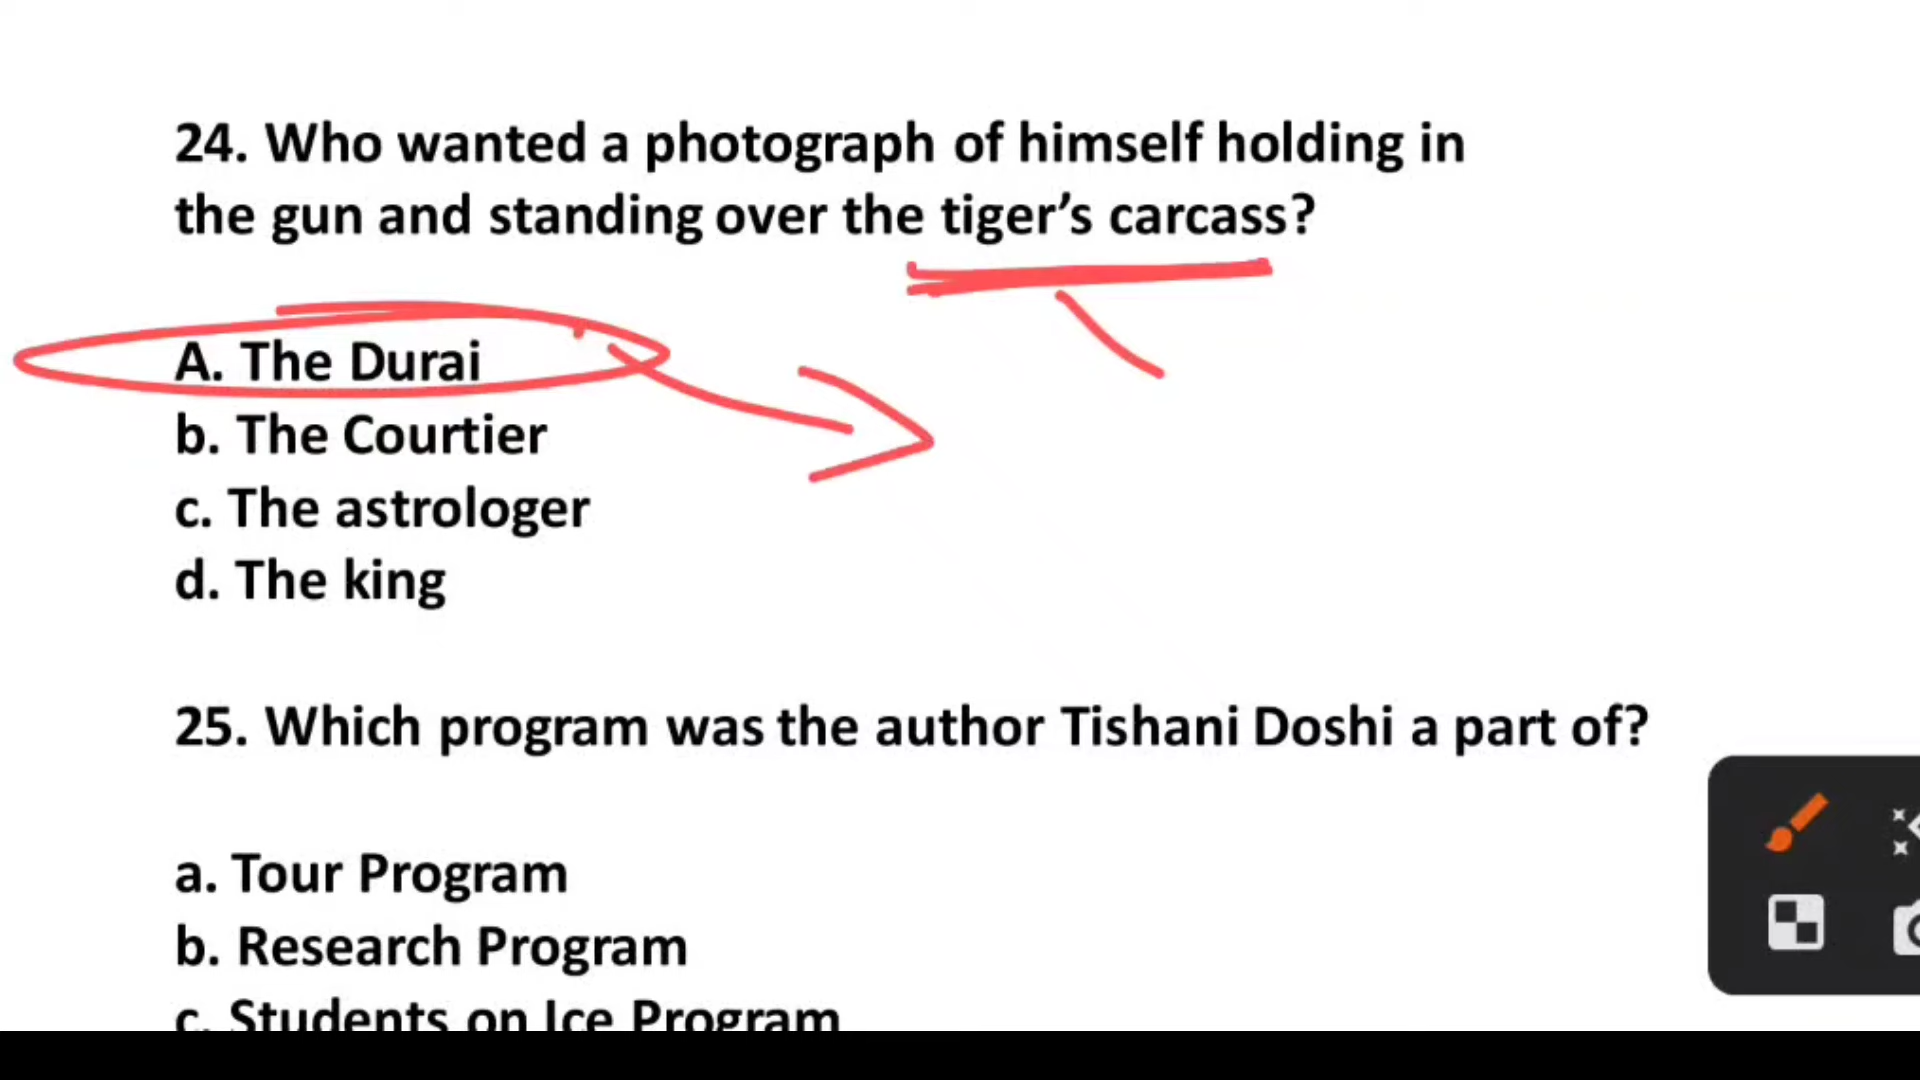 24. Who wanted a photograph of himself holding in
the gun and standing over the tiger’s carcass?
A. The Durai
b. The Courtier
c. The astrologer
d. The king
25. Which program was the author Tishani Doshi a part of?
a. Tour Program
b. Research Program
c. Students on Ice Program